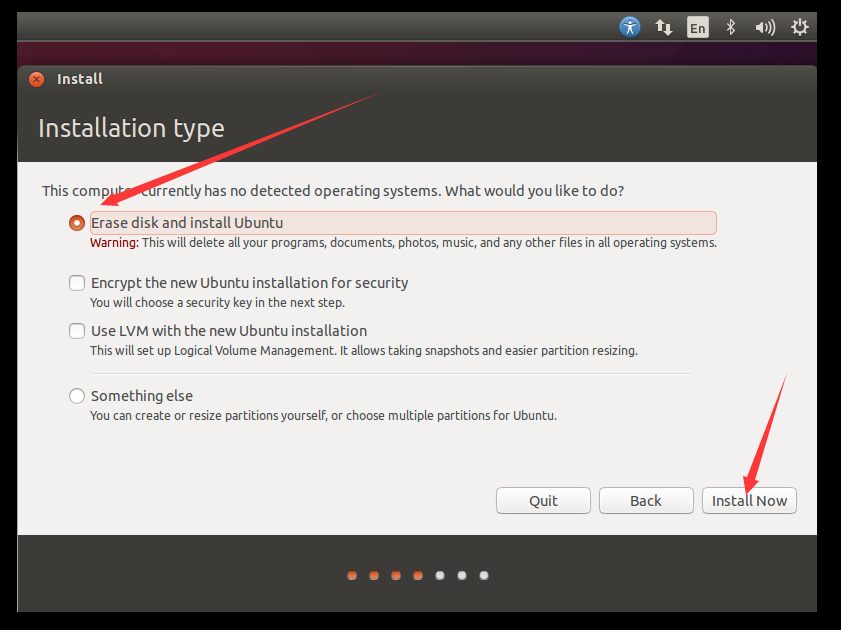 En
Install
Installation type
This computer currently has no detected operating systems. What would you like to do?
Erase disk and install Ubuntu
Warning: This will delete all your programs, documents, photos, music, and any other files in all operating systems.
Encrypt the new Ubuntu installation for security
You will choose a security key in the next step.
Use LVM with the new Ubuntu installation
This will set up Logical Volume Management. It allows taking snapshots and easier partition resizing.
Something else
You can create or resize partitions yourself, or choose multiple partitions for Ubuntu.
Quit Back Install Now